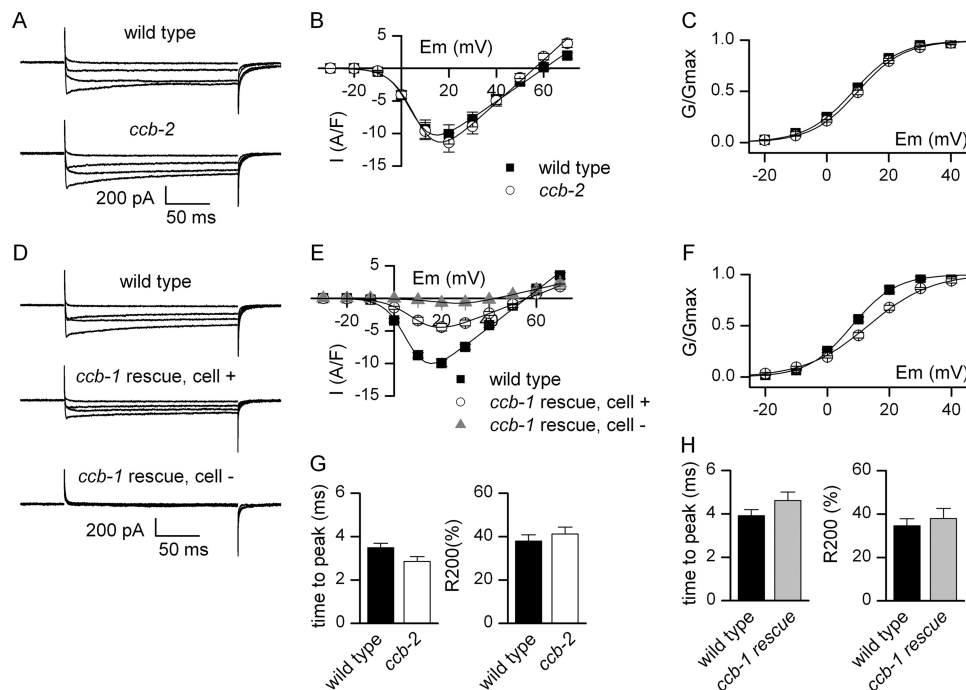 A
wild type
ccb-2
200 pA
50 ms
B
Em (mV)
5
0
-5
-10
-15
I (A/F)
-20
20
40
60
wild type
ccb-2
C
1.0
0.5
0.0
G/Gmax
Em (mV)
-20
0
20
40
D
wild type
ccb-1 rescue, cell +
ccb-1 rescue, cell -
200 pA
50 ms
E
Em (mV)
5
0
-5
-10
-15
I (A/F)
-20
20
40
60
wild type
ccb-1 rescue, cell +
ccb-1 rescue, cell -
F
1.0
0.5
0.0
G/Gmax
Em (mV)
-20
0
20
40
G
time to peak (ms)
6
4
2
0
wild type
ccb-2
R200(%)
60
40
20
0
wild type
ccb-2
H
time to peak (ms)
6
4
2
0
wild type
ccb-1 rescue
R200 (%)
60
40
20
0
wild type
ccb-1 rescue